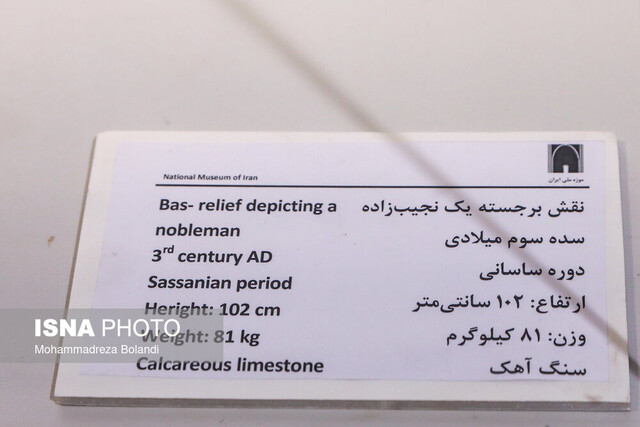 National Museum of Iran
موزه ملی ایران
Bas- relief depicting a
nobleman
3rd century AD
Sassanian period
Heright: 102 cm
Weight: 81 kg
Calcareous limestone
نقش برجسته یک نجیب‌زاده
سده سوم میلادی
دوره ساسانی
ارتفاع: ۱۰۲ سانتی‌متر
وزن: ۸۱ کیلوگرم
سنگ آهک
ISNA PHOTO
Mohammadreza Bolandi